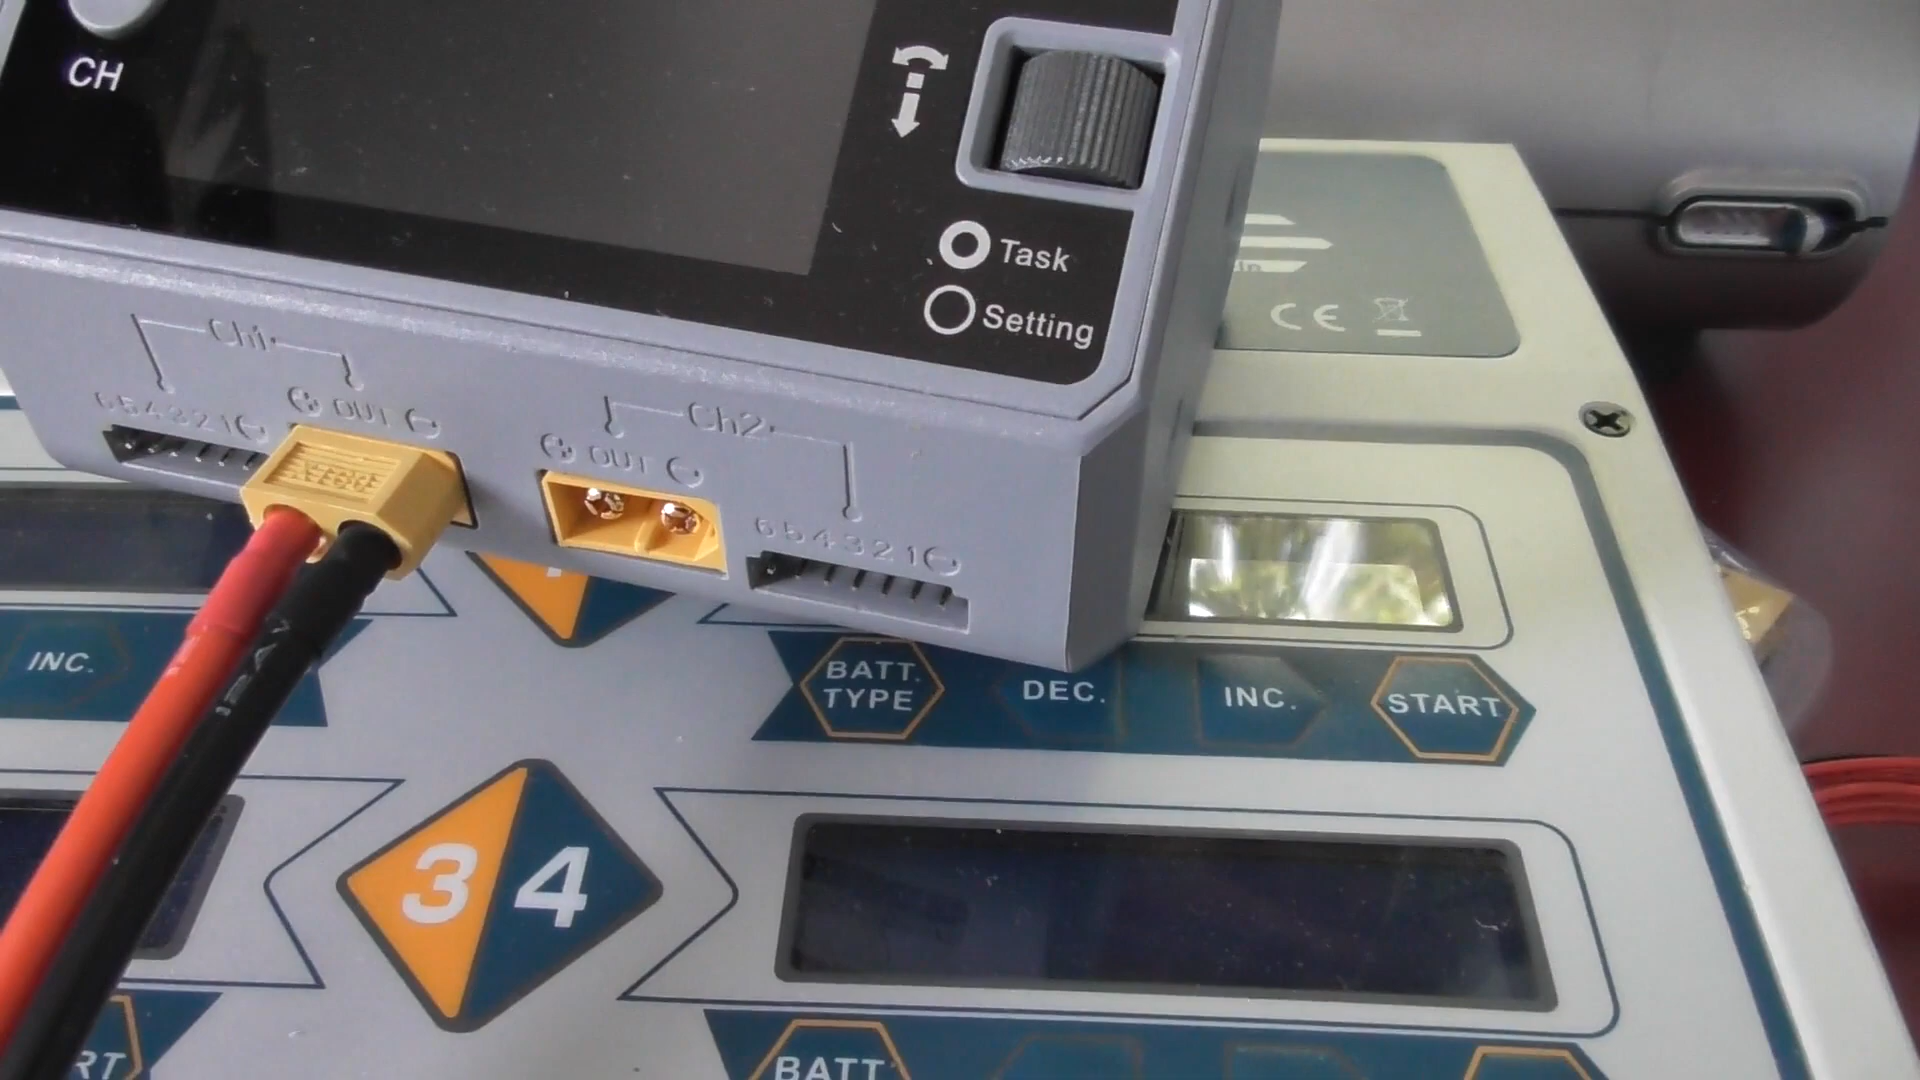 CH
Task
Setting
Ch1
654321
OUT
XT60
Ch2
OUT
654321
CE
INC.
BATT.
TYPE
DEC.
INC.
START
3
4
BATT